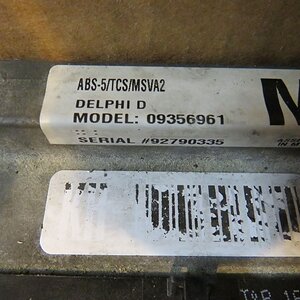 ABS-5/TCS/MSVA2
DELPHI D
MODEL: 09356961
SERIAL #92790335